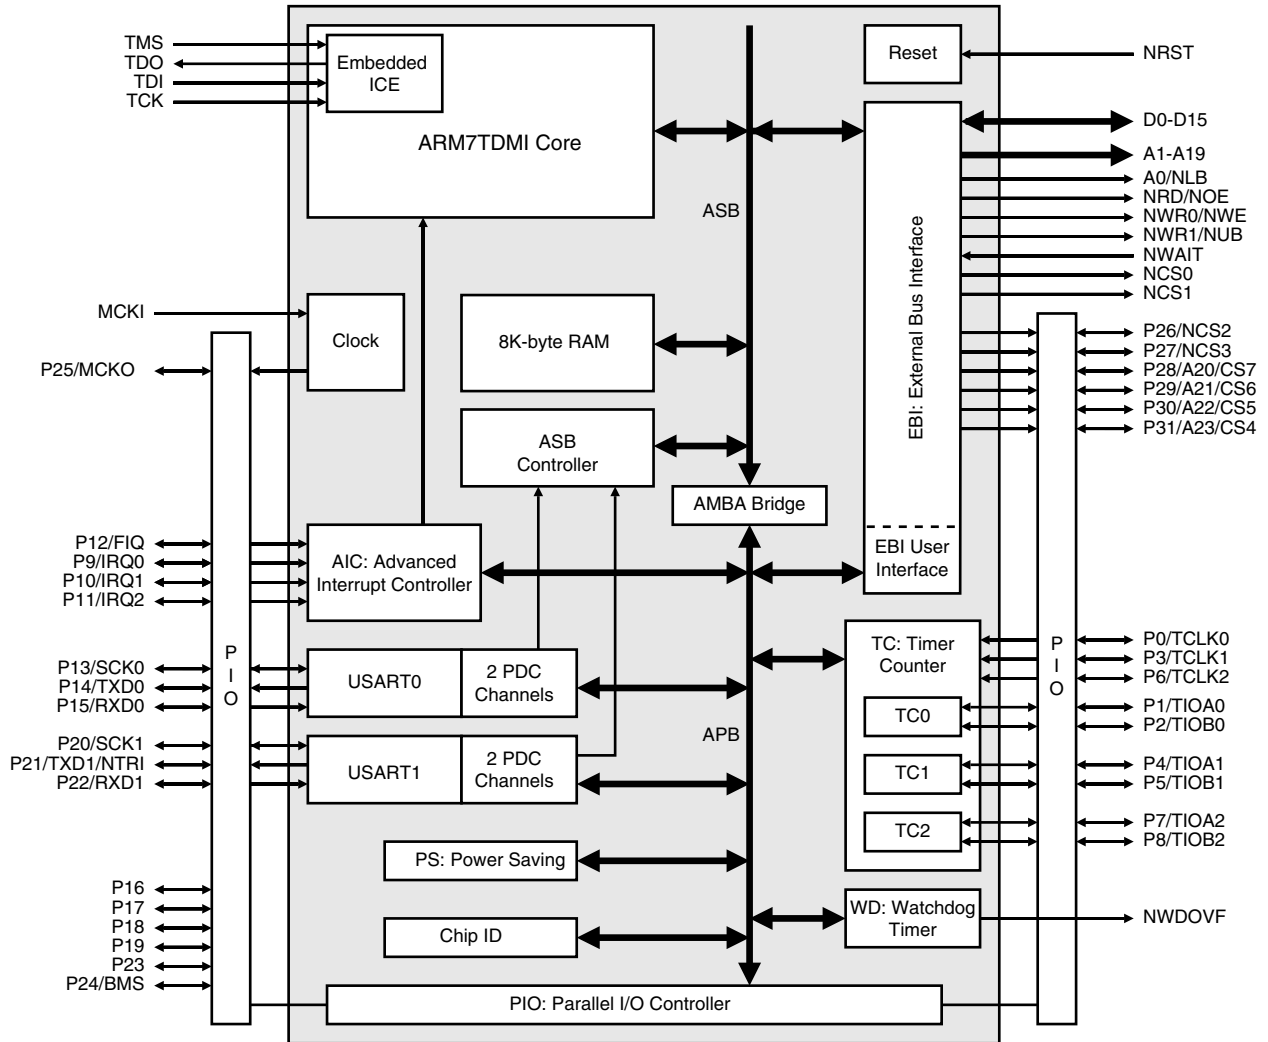 TMS
TDO
TDI
TCK
Embedded
ICE
ARM7TDMI Core
Reset
NRST
D0-D15
A1-A19
A0/NLB
NRD/NOE
NWR0/NWE
NWR1/NUB
NWAIT
NCS0
NCS1
ASB
EBI: External Bus Interface
MCKI
Clock
8K-byte RAM
P25/MCKO
P26/NCS2
P27/NCS3
P28/A20/CS7
P29/A21/CS6
P30/A22/CS5
P31/A23/CS4
ASB
Controller
AMBA Bridge
EBI User
Interface
P12/FIQ
P9/IRQ0
P10/IRQ1
P11/IRQ2
AIC: Advanced
Interrupt Controller
P
I
O
P13/SCK0
P14/TXD0
P15/RXD0
USART0
2 PDC
Channels
P20/SCK1
P21/TXD1/NTRI
P22/RXD1
USART1
2 PDC
Channels
APB
TC: Timer
Counter
TC0
TC1
TC2
P
I
O
P0/TCLK0
P3/TCLK1
P6/TCLK2
P1/TIOA0
P2/TIOB0
P4/TIOA1
P5/TIOB1
P7/TIOA2
P8/TIOB2
PS: Power Saving
Chip ID
WD: Watchdog
Timer
NWDOVF
P16
P17
P18
P19
P23
P24/BMS
PIO: Parallel I/O Controller